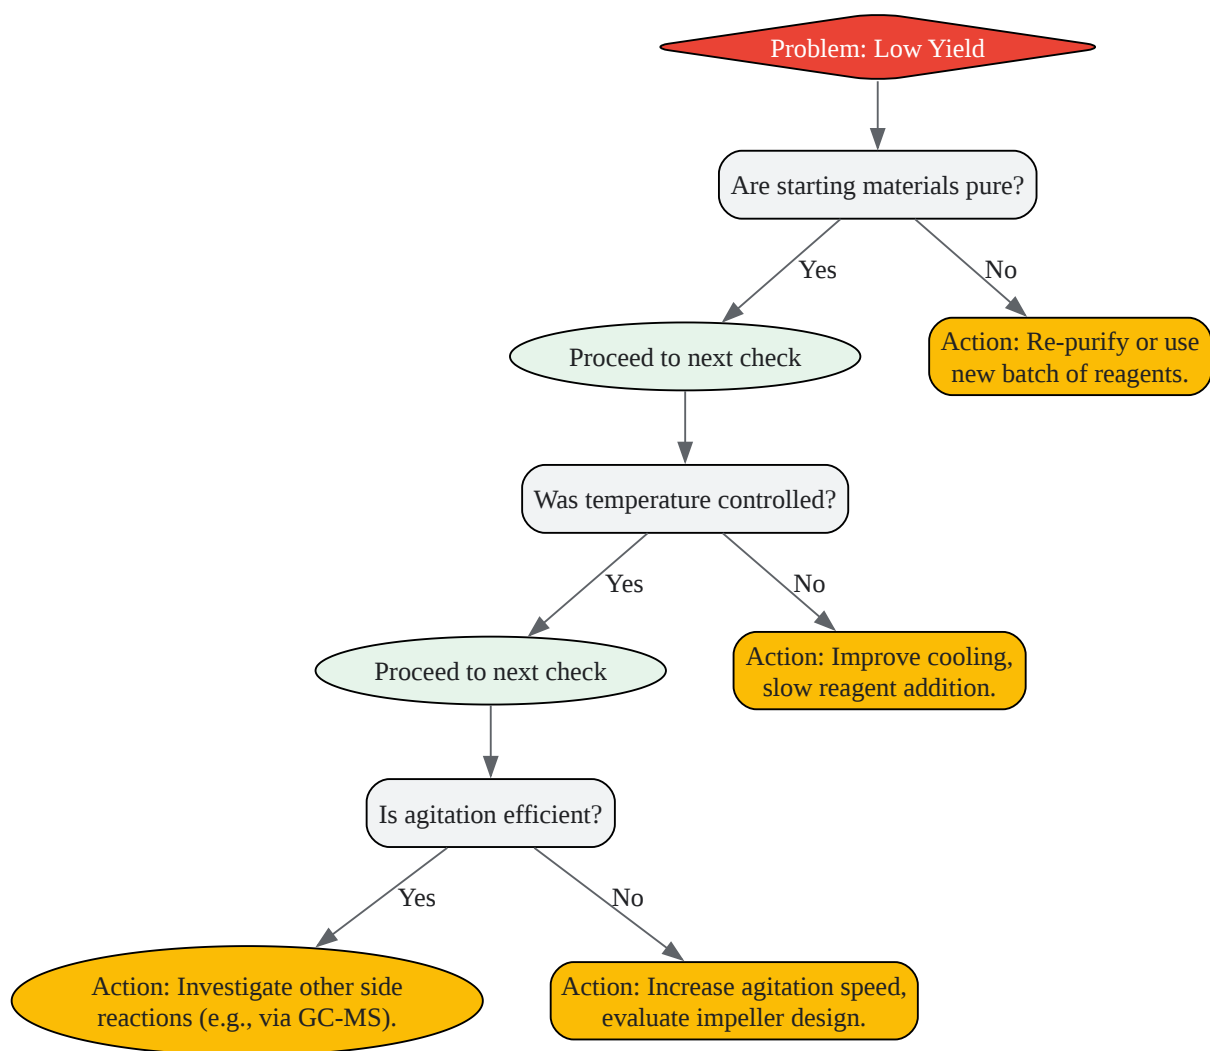 Problem: Low Yield
Are starting materials pure?
Yes
No
Proceed to next check
Action: Re-purify or use
new batch of reagents.
Was temperature controlled?
Yes
No
Proceed to next check
Action: Improve cooling,
slow reagent addition.
Is agitation efficient?
Yes
No
Action: Investigate other side
reactions (e.g., via GC-MS).
Action: Increase agitation speed,
evaluate impeller design.